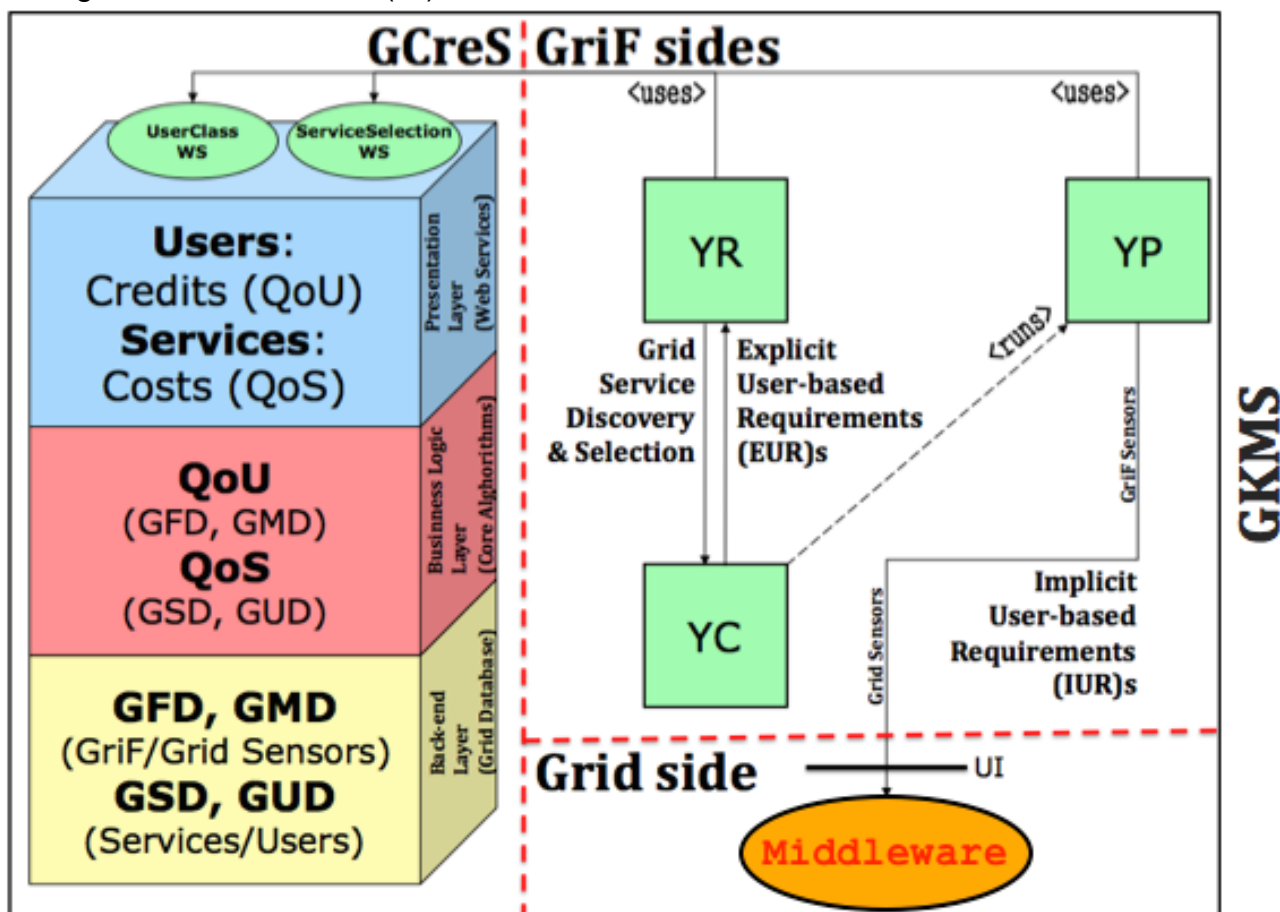 GCreS
GriF sides
UserClass
WS
ServiceSelection
WS
<uses>
<uses>
Users:
Credits (QoU)
Services:
Costs (QoS)
Presentation
Layer
(Web Services)
QoU
(GFD, GMD)
QoS
(GSD, GUD)
Businness Logic
Layer
(Core Alghorithms)
GFD, GMD
(GriF/Grid Sensors)
GSD, GUD
(Services/Users)
Back-end
Layer
(Grid Database)
YR
YP
Grid
Service
Discovery
& Selection
Explicit
User-based
Requirements
(EUR)s
<runs>
GriF Sensors
YC
Grid Sensors
Implicit
User-based
Requirements
(IUR)s
Grid side
UI
Middleware
GKMS